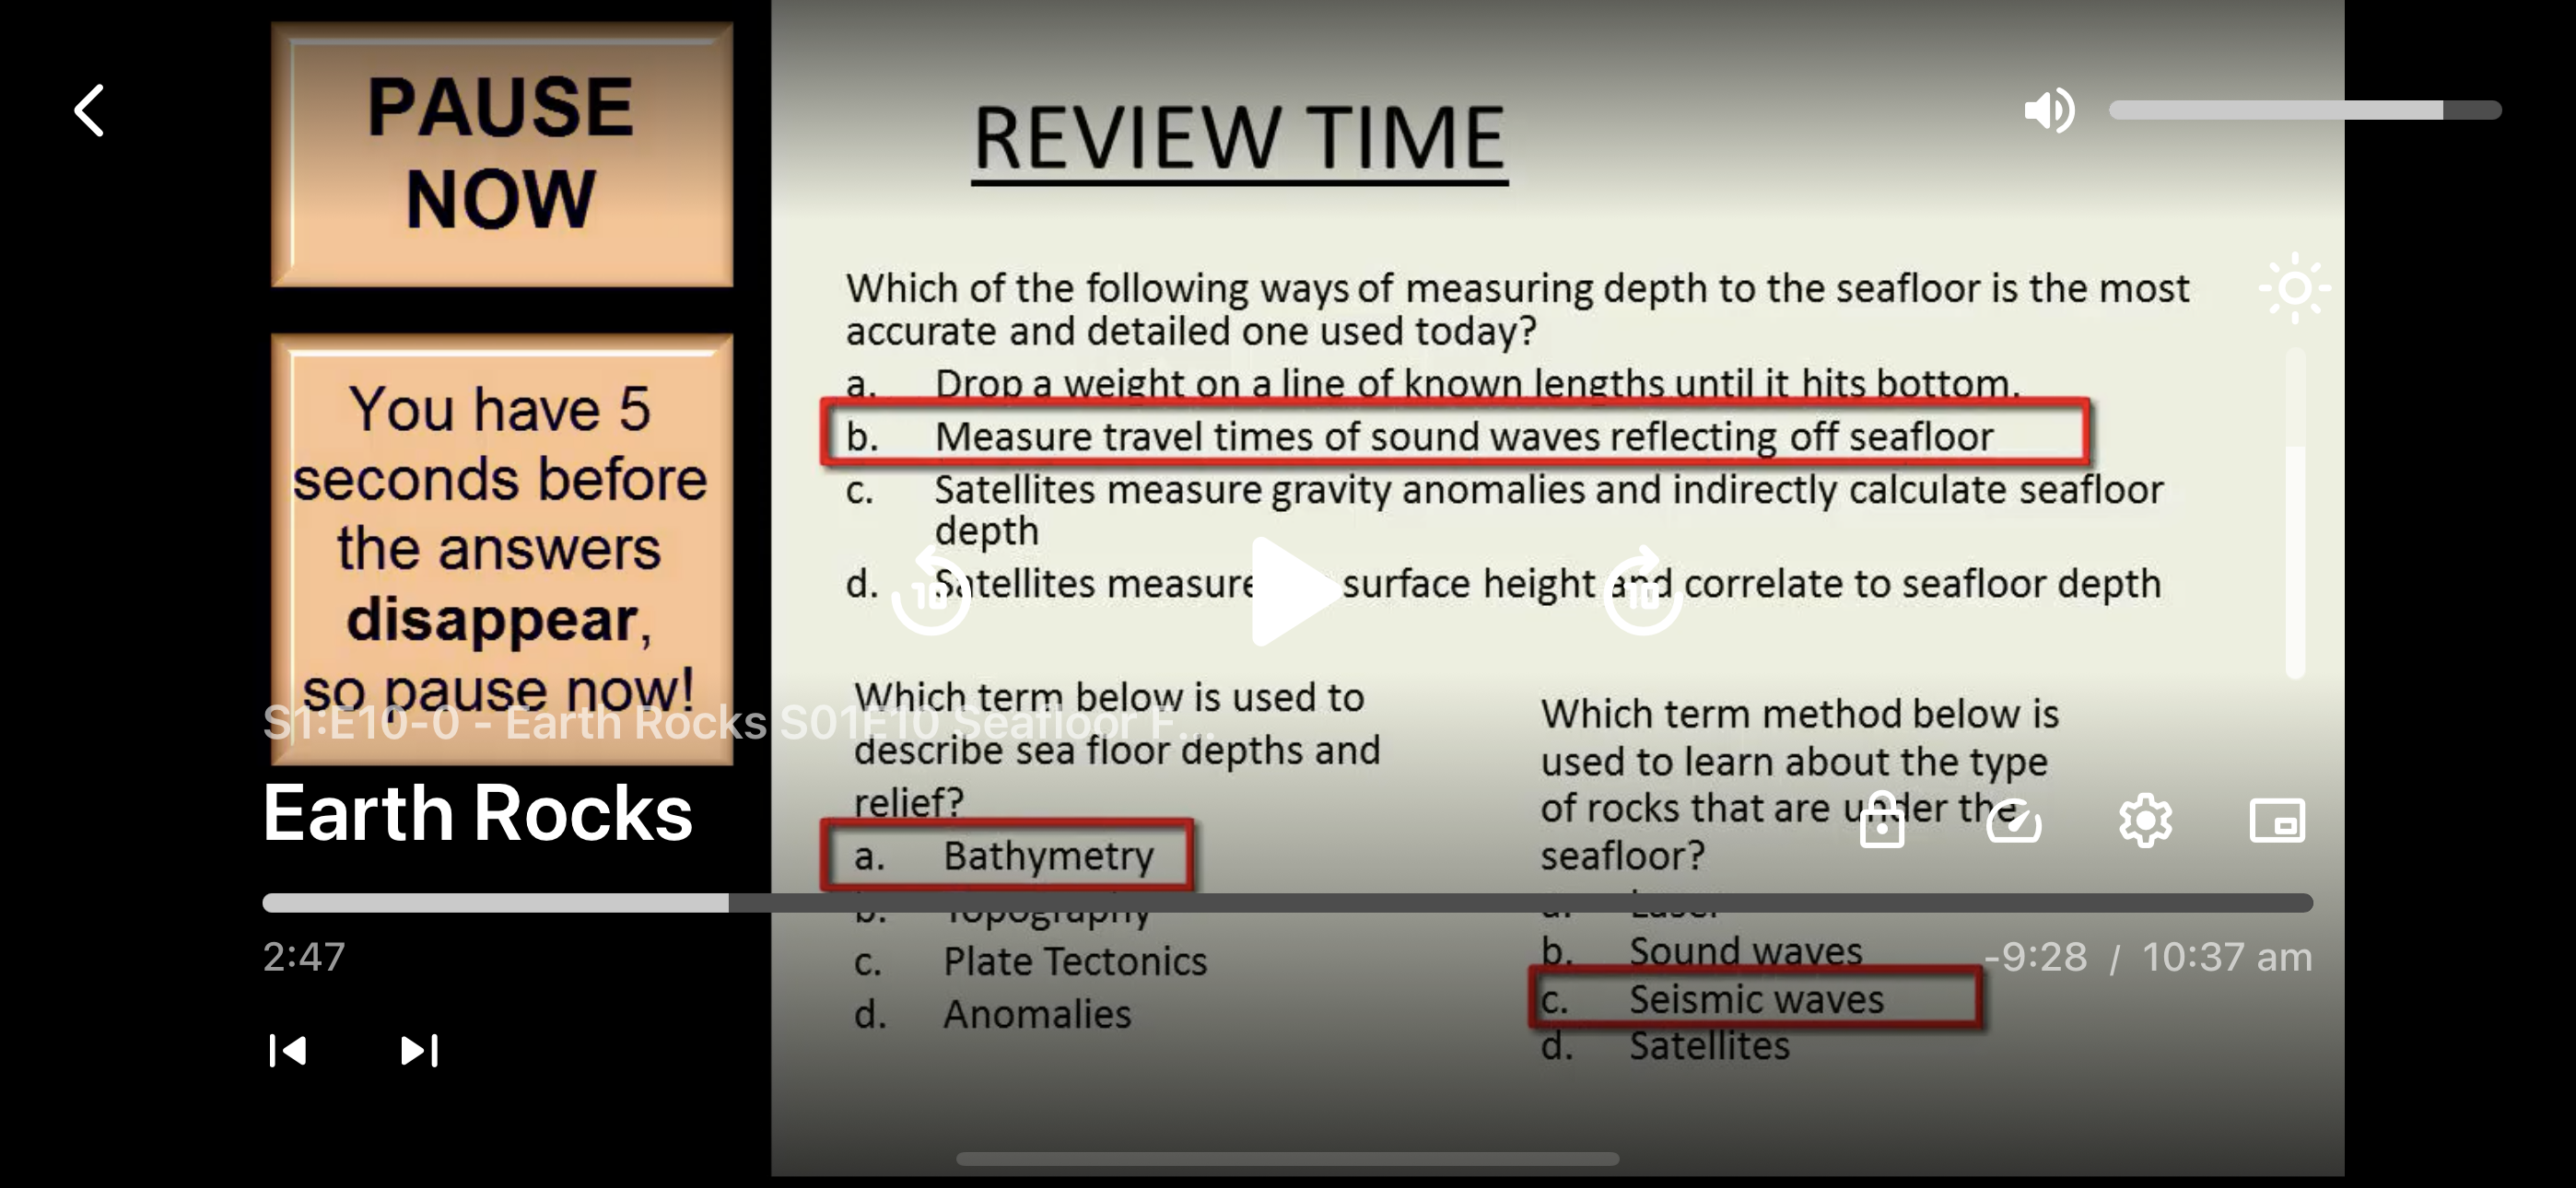 PAUSE
NOW
You have 5
seconds before
the answers
disappear,
so pause now!
REVIEW TIME
Which of the following ways of measuring depth to the seafloor is the most
accurate and detailed one used today?
a. Drop a weight on a line of known lengths until it hits bottom.
b. Measure travel times of sound waves reflecting off seafloor
c. Satellites measure gravity anomalies and indirectly calculate seafloor
depth
d. Satellites measure surface height and correlate to seafloor depth
10
10
Which term below is used to
describe sea floor depths and
relief?
a. Bathymetry
b. Topography
c. Plate Tectonics
d. Anomalies
Which term method below is
used to learn about the type
of rocks that are under the
seafloor?
a. Laser
b. Sound waves
c. Seismic waves
d. Satellites
S1:E10-0 - Earth Rocks S01E10 Seafloor F...
Earth Rocks
2:47
-9:28 / 10:37 am